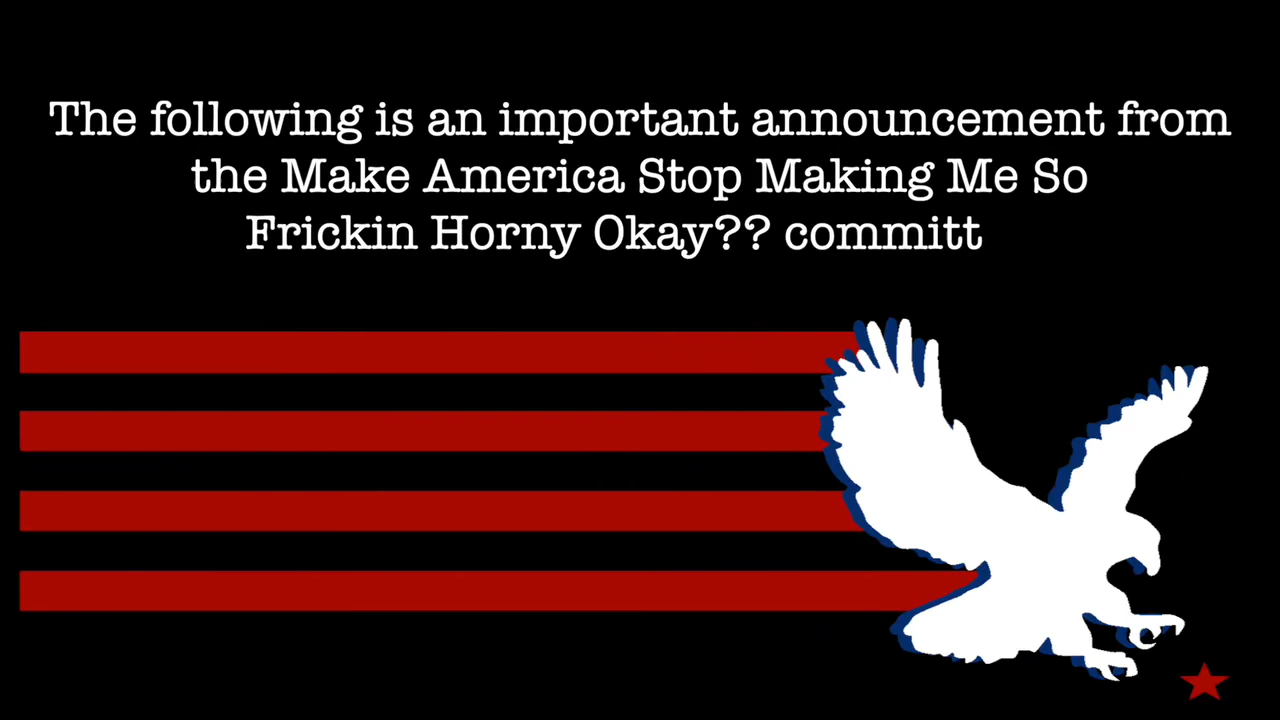 The following is an important announcement from
the Make America Stop Making Me So
Frickin Horny Okay?? committ